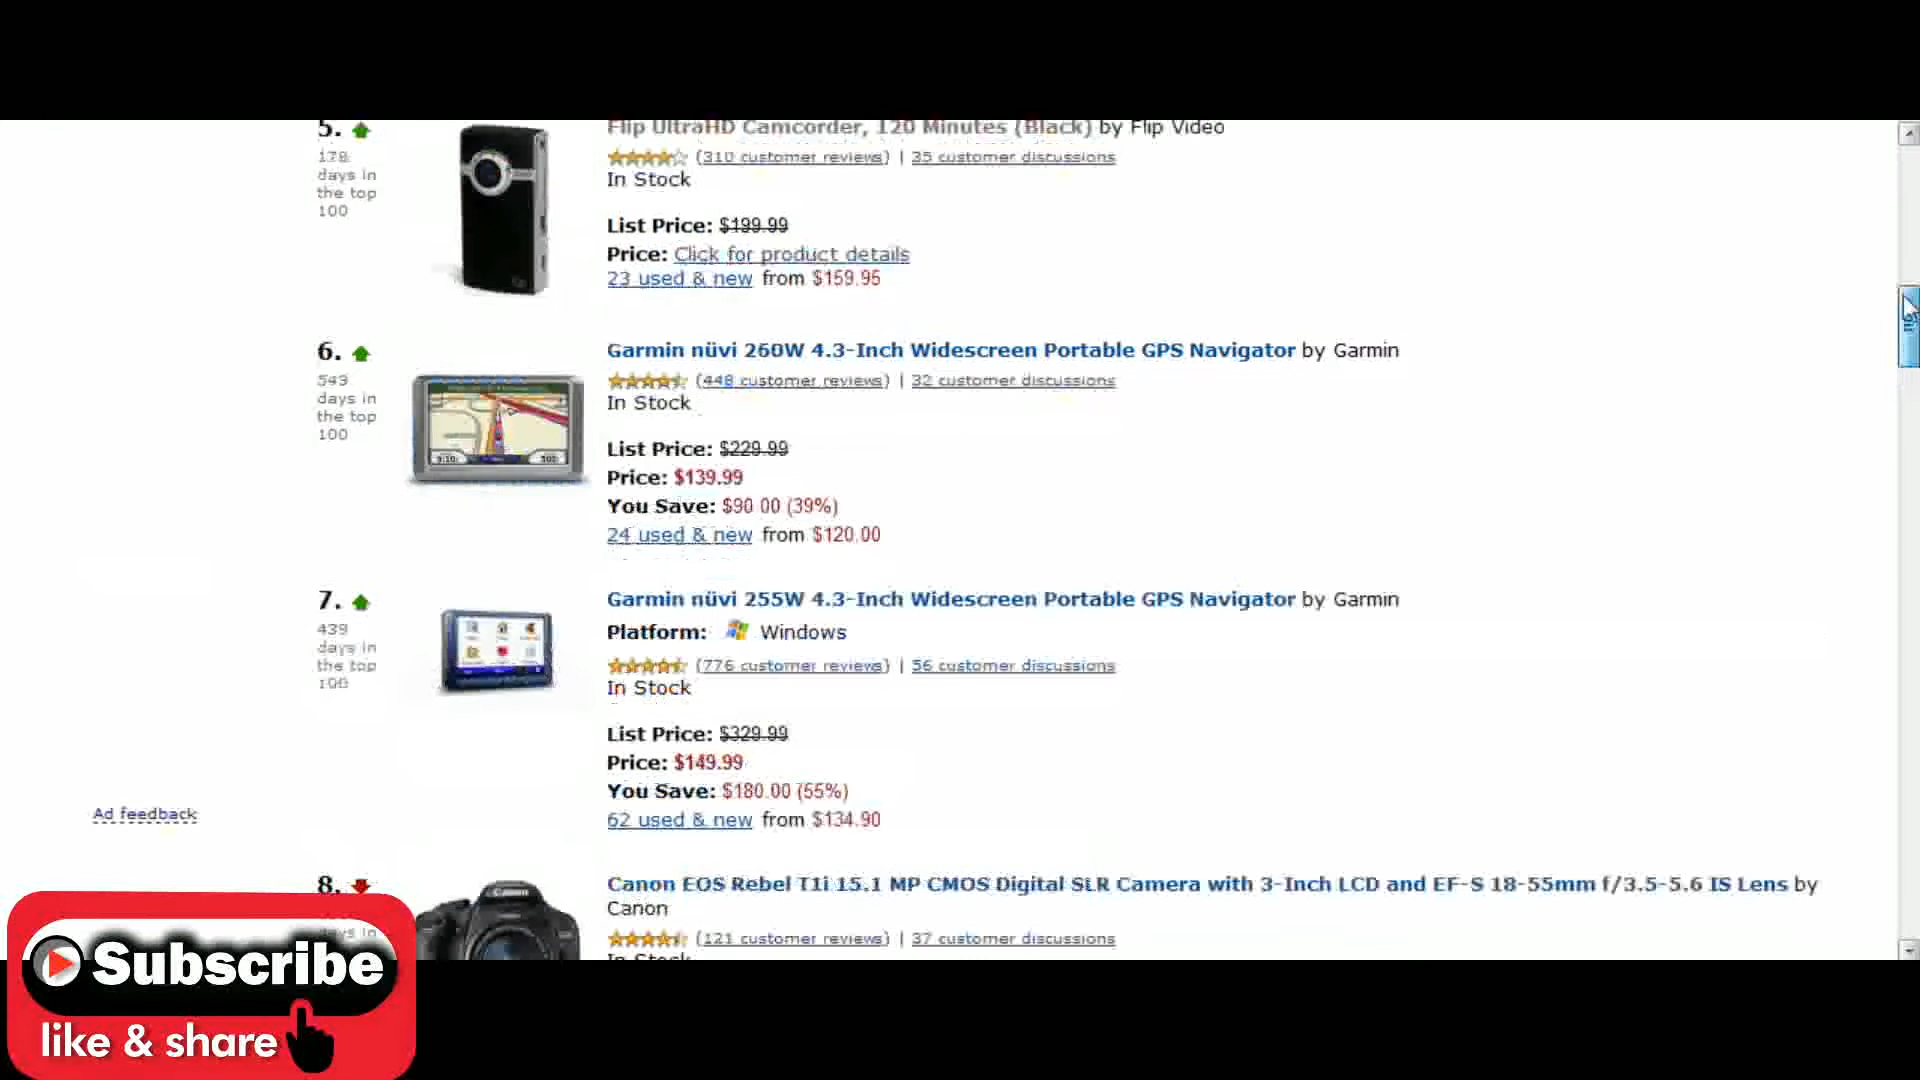 5.
178
days in
the top
100
Flip UltraHD Camcorder, 120 Minutes (Black) by Flip Video
(310 customer reviews) | 35 customer discussions
In Stock
List Price: $199.99
Price: Click for product details
23 used & new from $159.95
6.
549
days in
the top
100
Garmin nüvi 260W 4.3-Inch Widescreen Portable GPS Navigator by Garmin
(448 customer reviews) | 32 customer discussions
In Stock
List Price: $229.99
Price: $139.99
You Save: $90.00 (39%)
24 used & new from $120.00
7.
439
days in
the top
100
Garmin nüvi 255W 4.3-Inch Widescreen Portable GPS Navigator by Garmin
Platform: Windows
(776 customer reviews) | 56 customer discussions
In Stock
List Price: $329.99
Price: $149.99
You Save: $180.00 (55%)
62 used & new from $134.90
Ad feedback
8.
Canon
Canon EOS Rebel T1i 15.1 MP CMOS Digital SLR Camera with 3-Inch LCD and EF-S 18-55mm f/3.5-5.6 IS Lens by
Canon
(121 customer reviews) | 37 customer discussions
In Stock
Subscribe
like & share